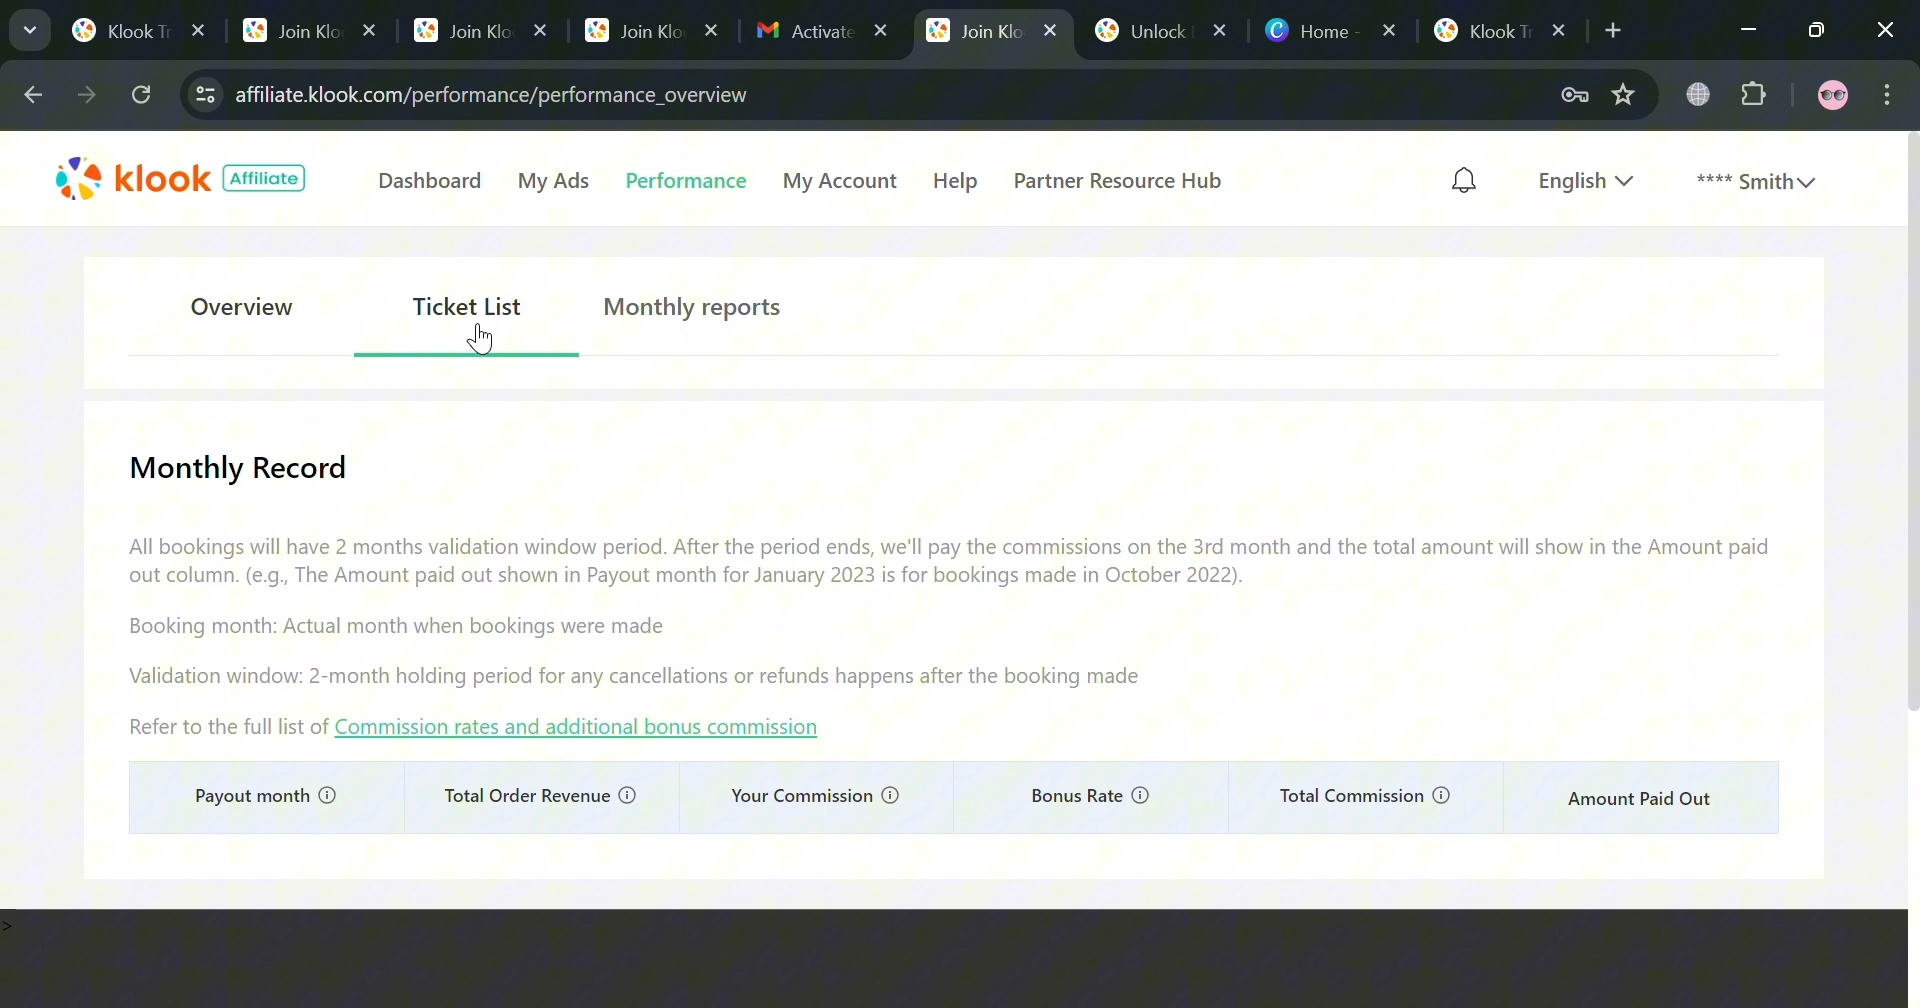 Klook Tr
Join Klo
Join Klo
Join Klo
Activate
Join Klo
Unlock
Home -
Klook Tr
affiliate.klook.com/performance/performance_overview
klook Affiliate
Dashboard My Ads Performance My Account Help Partner Resource Hub
English
**** Smith
Overview Ticket List Monthly reports
Monthly Record
All bookings will have 2 months validation window period. After the period ends, we'll pay the commissions on the 3rd month and the total amount will show in the Amount paid
out column. (e.g., The Amount paid out shown in Payout month for January 2023 is for bookings made in October 2022).
Booking month: Actual month when bookings were made
Validation window: 2-month holding period for any cancellations or refunds happens after the booking made
Refer to the full list of Commission rates and additional bonus commission
Payout month Total Order Revenue Your Commission Bonus Rate Total Commission Amount Paid Out
>